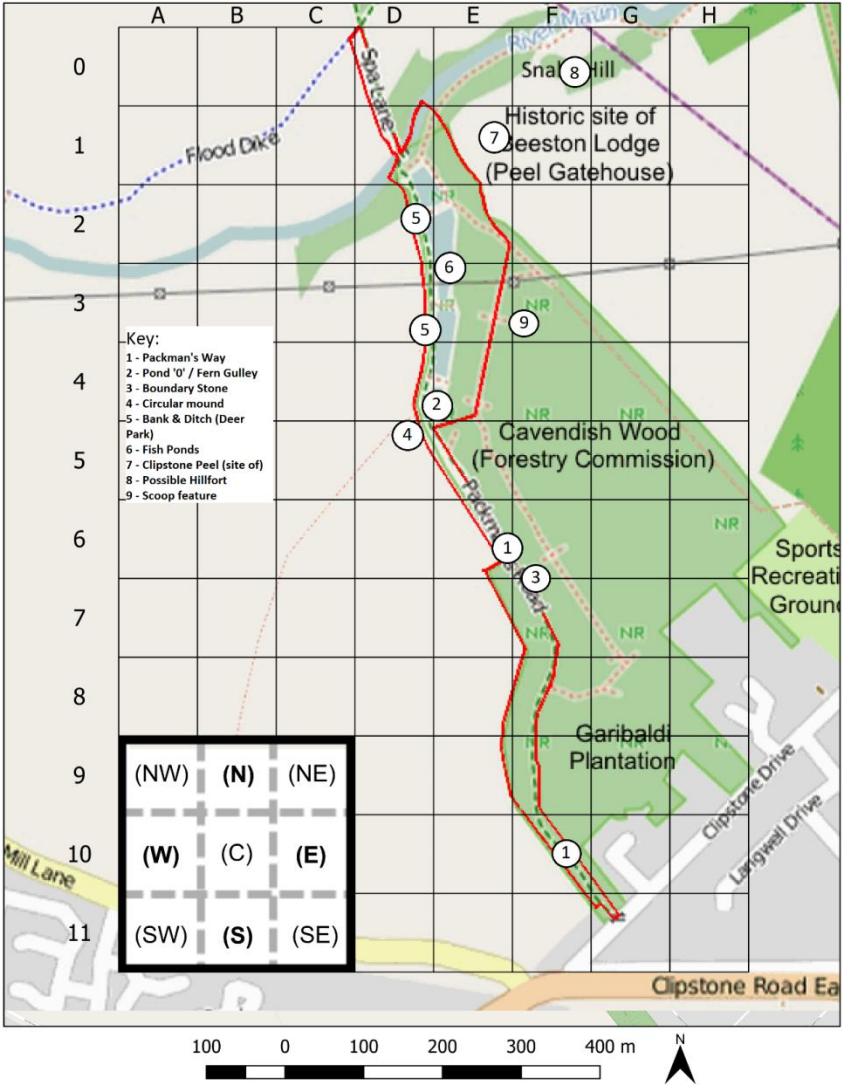 A B C D E F G H
0
1
2
3
4
5
6
7
8
9
10
11
River Maun
Spa Lane
8
Flood Dike
Historic site of
7
Beeston Lodge
(Peel Gatehouse)
NR
5
6
NR
NR
5
9
Key:
1 - Packman's Way
2 - Pond '0' / Fern Gulley
3 - Boundary Stone
4 - Circular mound
5 - Bank & Ditch (Deer
Park)
6 - Fish Ponds
7 - Clipstone Peel (site of)
8 - Possible Hillfort
9 - Scoop feature
2
NR
NR
4
Cavendish Wood
(Forestry Commission)
NR
1
3
Sports
Ground
NR
NR
Garibaldi
Plantation
NR
NR
1
Clipstone Drive
Langwell Drive
Mill Lane
(NW) (N) (NE)
(W) (C) (E)
(SW) (S) (SE)
Clipstone Road Ea
100 0 100 200 300 400 m
N